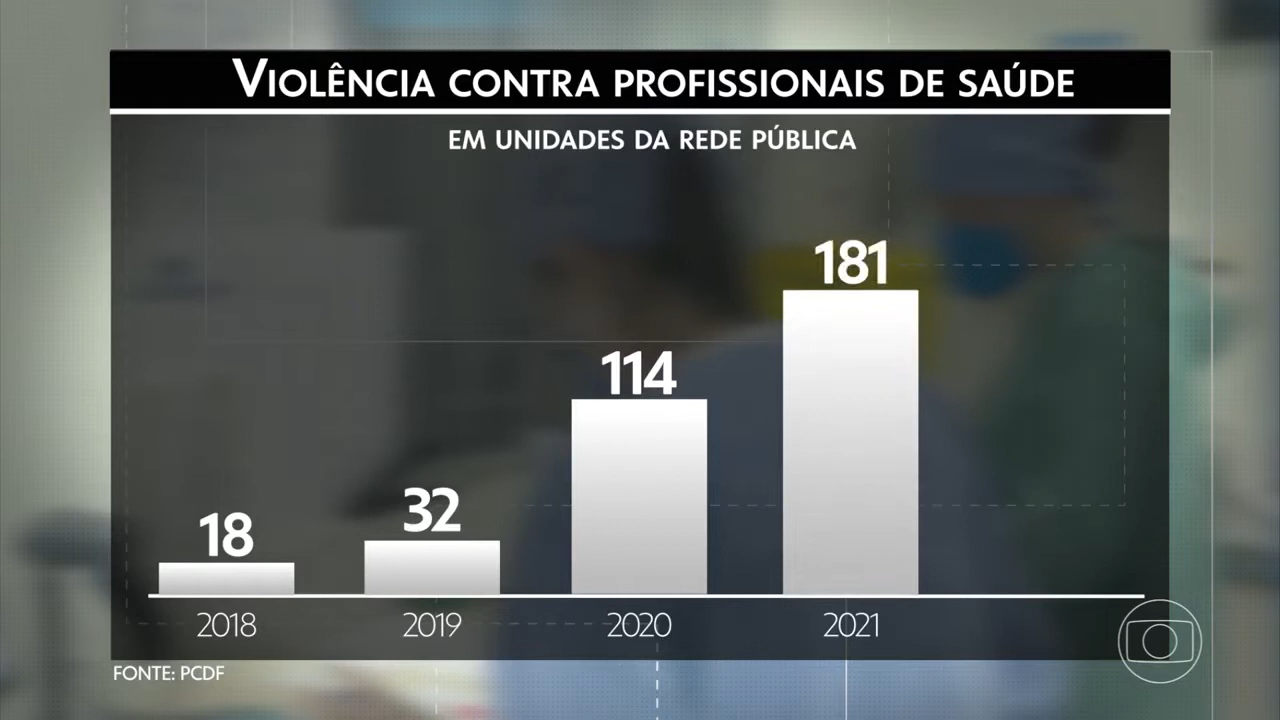 VIOLÊNCIA CONTRA PROFISSIONAIS DE SAÚDE
EM UNIDADES DA REDE PÚBLICA
18
32
114
181
2018
2019
2020
2021
FONTE: PCDF